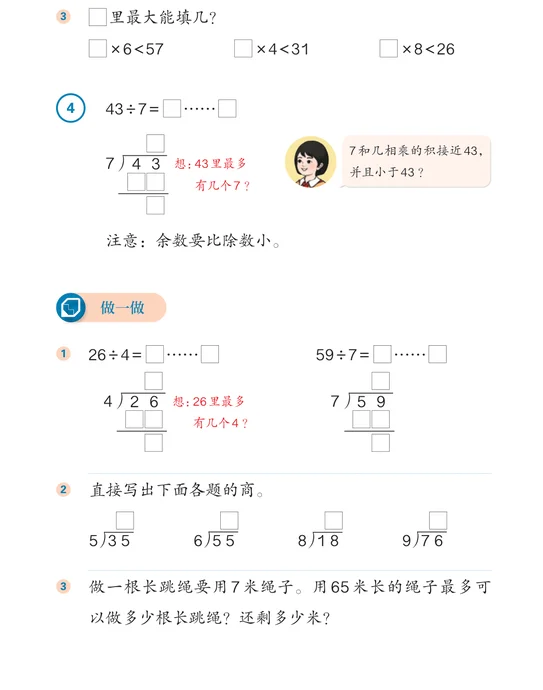 3 □里最大能填几?
□×6<57 □×4<31 □×8<26
4 43÷7=□……□
7和几相乘的积接近43,
并且小于43?
□
7)43 想:43里最多
□□ 有几个7?
□
注意:余数要比除数小。
做一做
1 26÷4=□……□ 59÷7=□……□
□ □
4)26 想:26里最多 7)59
□□ 有几个4? □□
□ □
2 直接写出下面各题的商。
□ □ □ □
5)35 6)55 8)18 9)76
3 做一根长跳绳要用7米绳子。用65米长的绳子最多可
以做多少根长跳绳?还剩多少米?